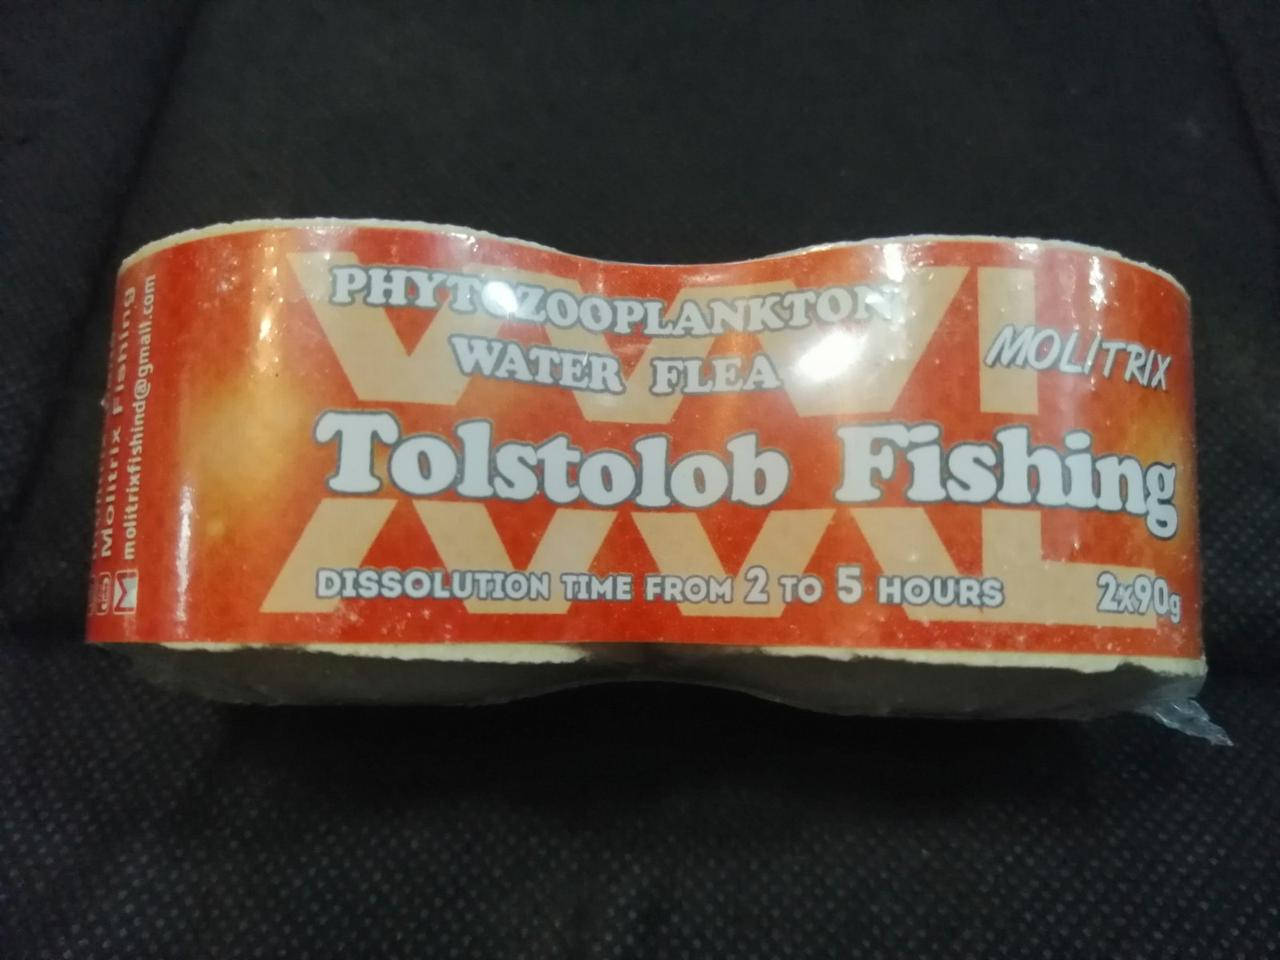 PHYTOZOOPLANKTON
WATER FLEA
MOLITRIX
Tolstolob Fishing
DISSOLUTION TIME FROM 2 TO 5 HOURS
2x90g
XXXL
Molitrix Fishing
molitrixfishind@gmail.com